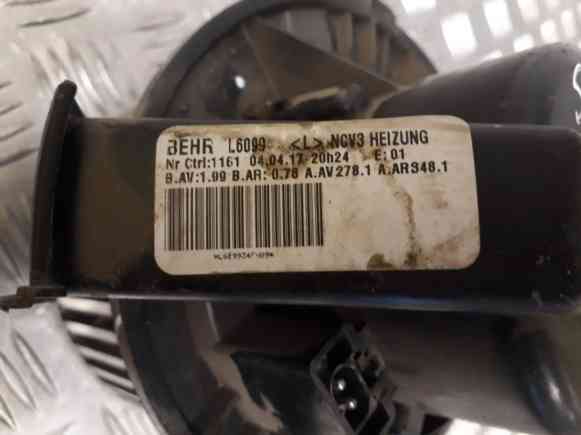 BEHR L6099 <L> NCV3 HEIZUNG
Nr Ctrl:1161 04.04.17 20h24 E:01
B.AV:1.99 B.AR: 0.78 A.AV278.1 A.AR348.1